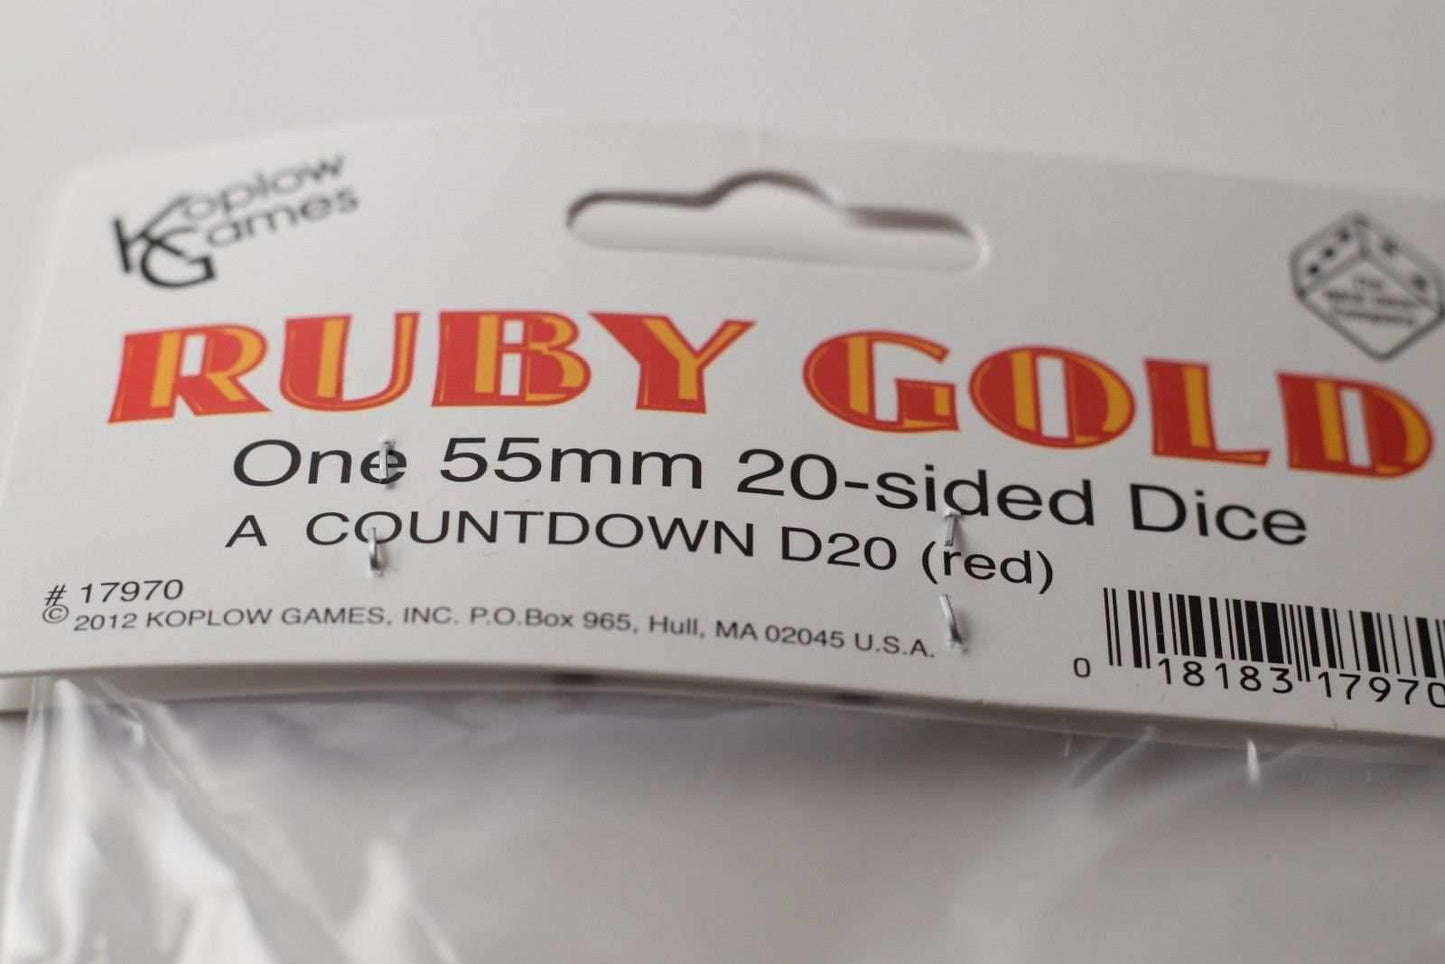 Koplow
Games
RUBY GOLD
One 55mm 20-sided Dice
A COUNTDOWN D20 (red)
# 17970
© 2012 KOPLOW GAMES, INC. P.O.Box 965, Hull, MA 02045 U.S.A.
0 18183 17970